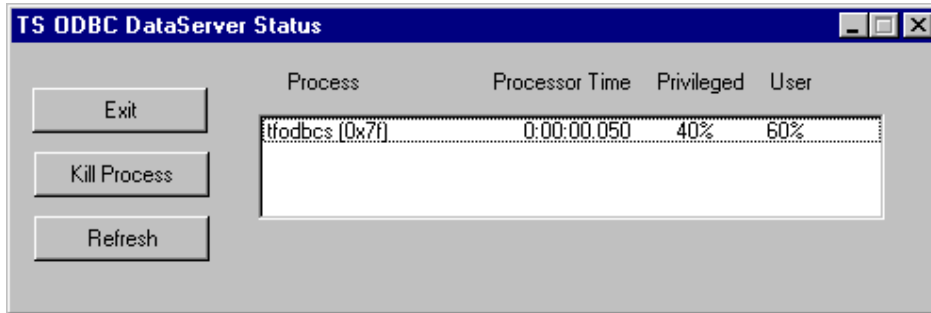 TS ODBC DataServer Status
Process Processor Time Privileged User
Exit
tfodbcs (0x7f) 0:00:00.050 40% 60%
Kill Process
Refresh